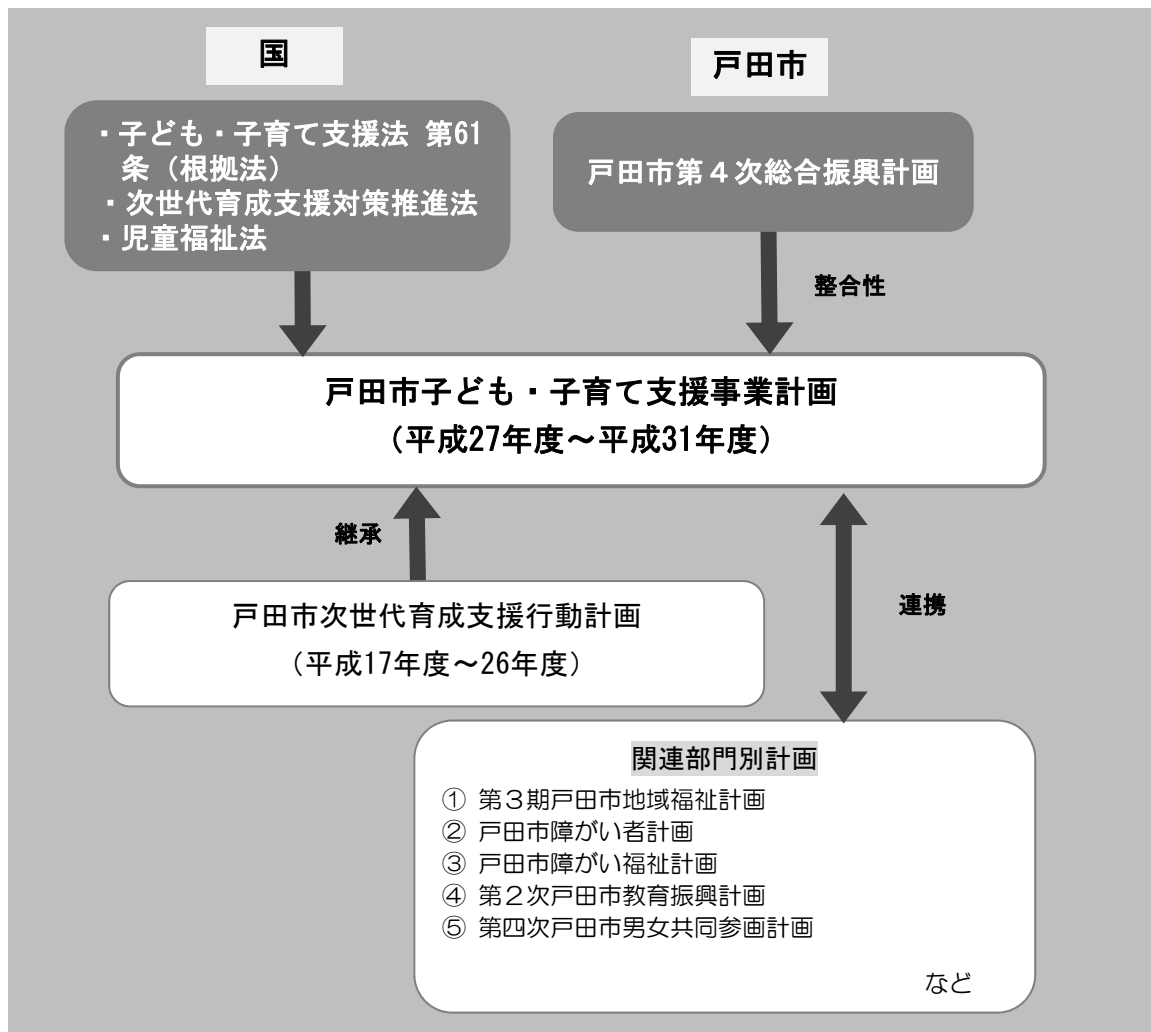 国
戸田市
・子ども・子育て支援法 第61
条（根拠法）
・次世代育成支援対策推進法
・児童福祉法
戸田市第４次総合振興計画
整合性
戸田市子ども・子育て支援事業計画
（平成27年度～平成31年度）
継承
戸田市次世代育成支援行動計画
（平成17年度～26年度）
連携
関連部門別計画
① 第３期戸田市地域福祉計画
② 戸田市障がい者計画
③ 戸田市障がい福祉計画
④ 第２次戸田市教育振興計画
⑤ 第四次戸田市男女共同参画計画
など